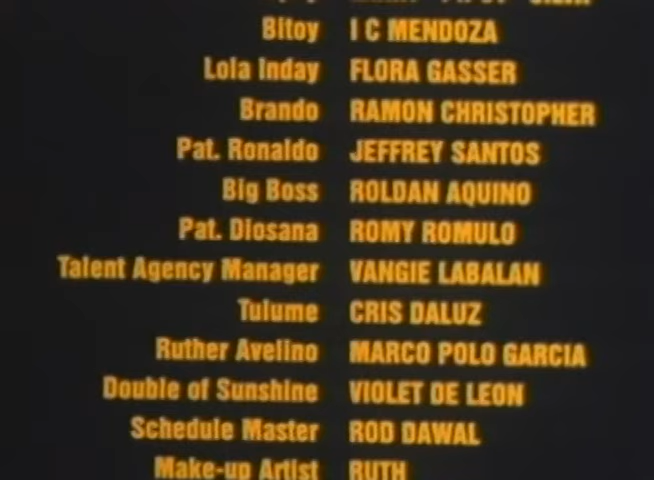 Bitoy I C MENDOZA
Lola Inday FLORA GASSER
Brando RAMON CHRISTOPHER
Pat. Ronaldo JEFFREY SANTOS
Big Boss ROLDAN AQUINO
Pat. Diosana ROMY ROMULO
Talent Agency Manager VANGIE LABALAN
Tulume CRIS DALUZ
Ruther Avelino MARCO POLO GARCIA
Double of Sunshine VIOLET DE LEON
Schedule Master ROD DAWAL
Make-up Artist RUTH